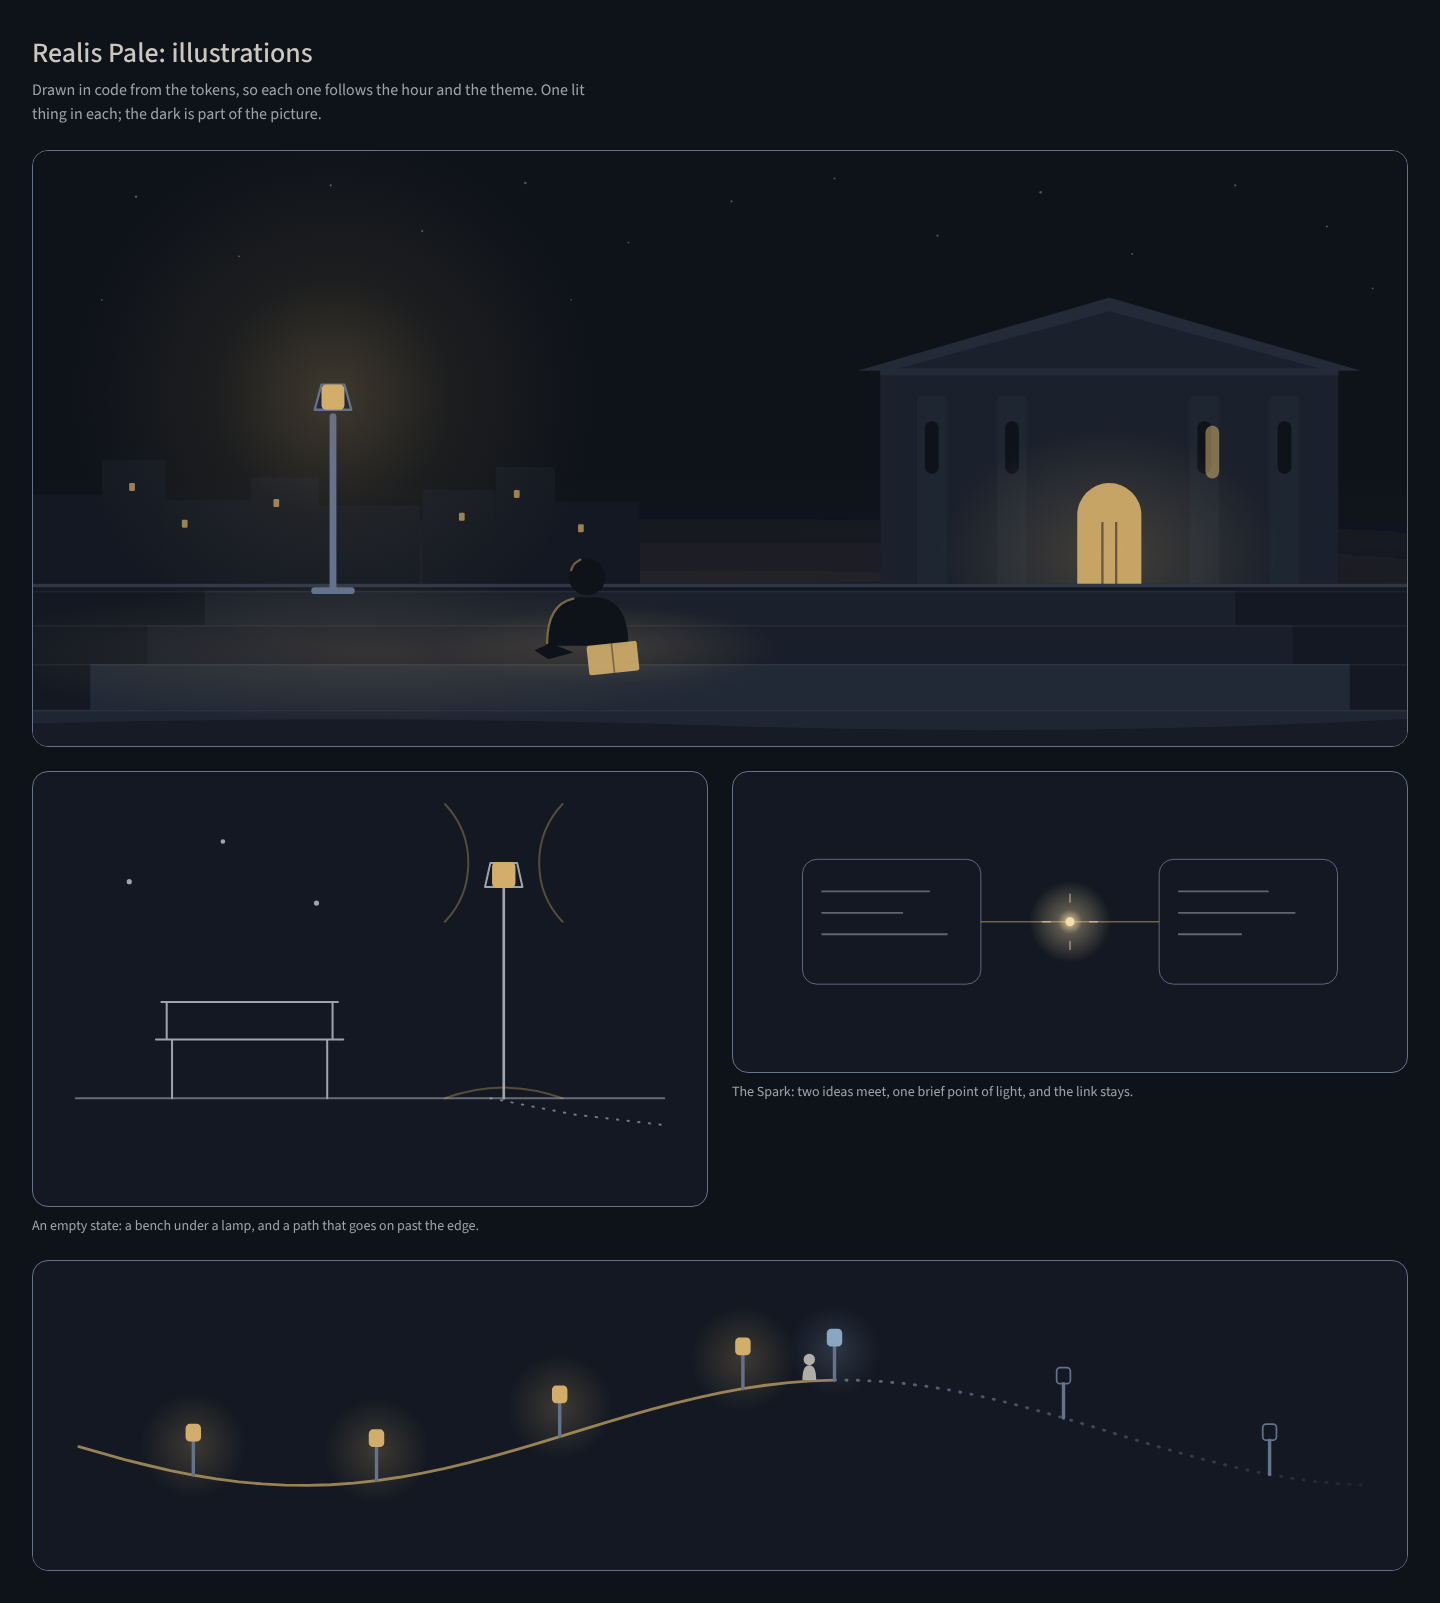 Realis Pale: illustrations
Drawn in code from the tokens, so each one follows the hour and the theme. One lit
thing in each; the dark is part of the picture.
The Spark: two ideas meet, one brief point of light, and the link stays.
An empty state: a bench under a lamp, and a path that goes on past the edge.